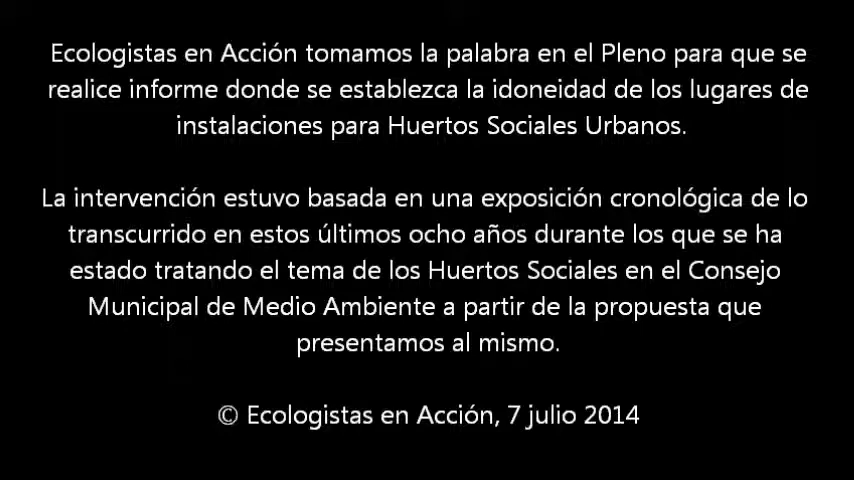 Ecologistas en Acción tomamos la palabra en el Pleno para que se
realice informe donde se establezca la idoneidad de los lugares de
instalaciones para Huertos Sociales Urbanos.
La intervención estuvo basada en una exposición cronológica de lo
transcurrido en estos últimos ocho años durante los que se ha
estado tratando el tema de los Huertos Sociales en el Consejo
Municipal de Medio Ambiente a partir de la propuesta que
presentamos al mismo.
© Ecologistas en Acción, 7 julio 2014